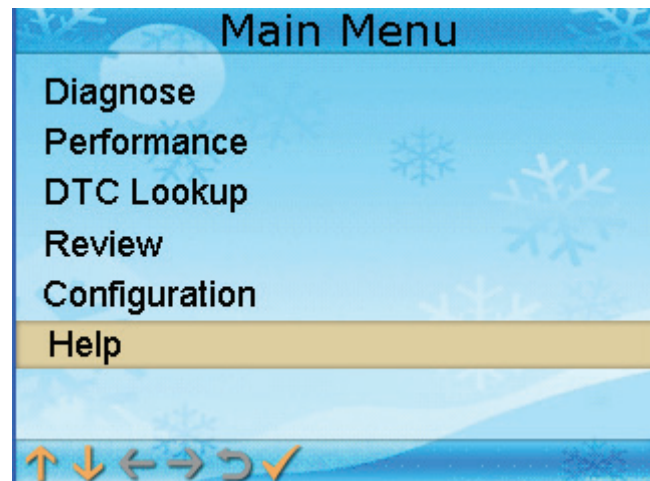 Main Menu
Diagnose
Performance
DTC Lookup
Review
Configuration
Help